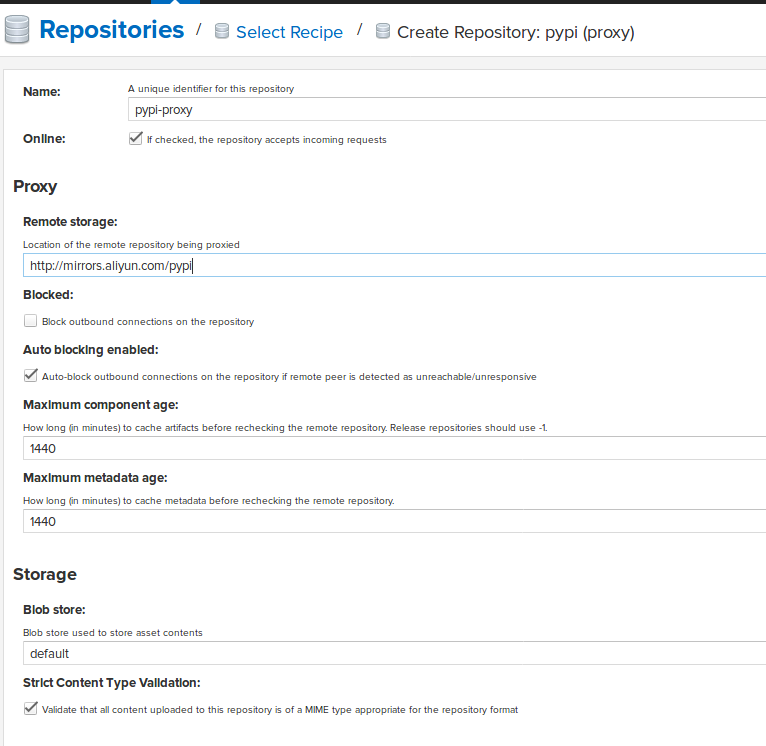 Repositories / Select Recipe / Create Repository: pypi (proxy)
Name: A unique identifier for this repository
pypi-proxy
Online: If checked, the repository accepts incoming requests
Proxy
Remote storage:
Location of the remote repository being proxied
http://mirrors.aliyun.com/pypi
Blocked:
Block outbound connections on the repository
Auto blocking enabled:
Auto-block outbound connections on the repository if remote peer is detected as unreachable/unresponsive
Maximum component age:
How long (in minutes) to cache artifacts before rechecking the remote repository. Release repositories should use -1.
1440
Maximum metadata age:
How long (in minutes) to cache metadata before rechecking the remote repository.
1440
Storage
Blob store:
Blob store used to store asset contents
default
Strict Content Type Validation:
Validate that all content uploaded to this repository is of a MIME type appropriate for the repository format